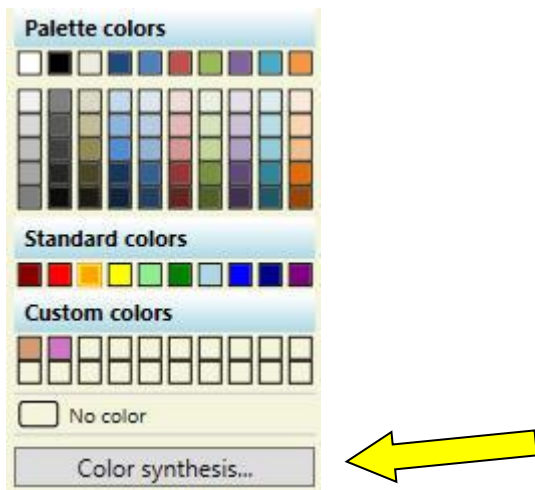 Palette colors
Standard colors
Custom colors
No color
Color synthesis...